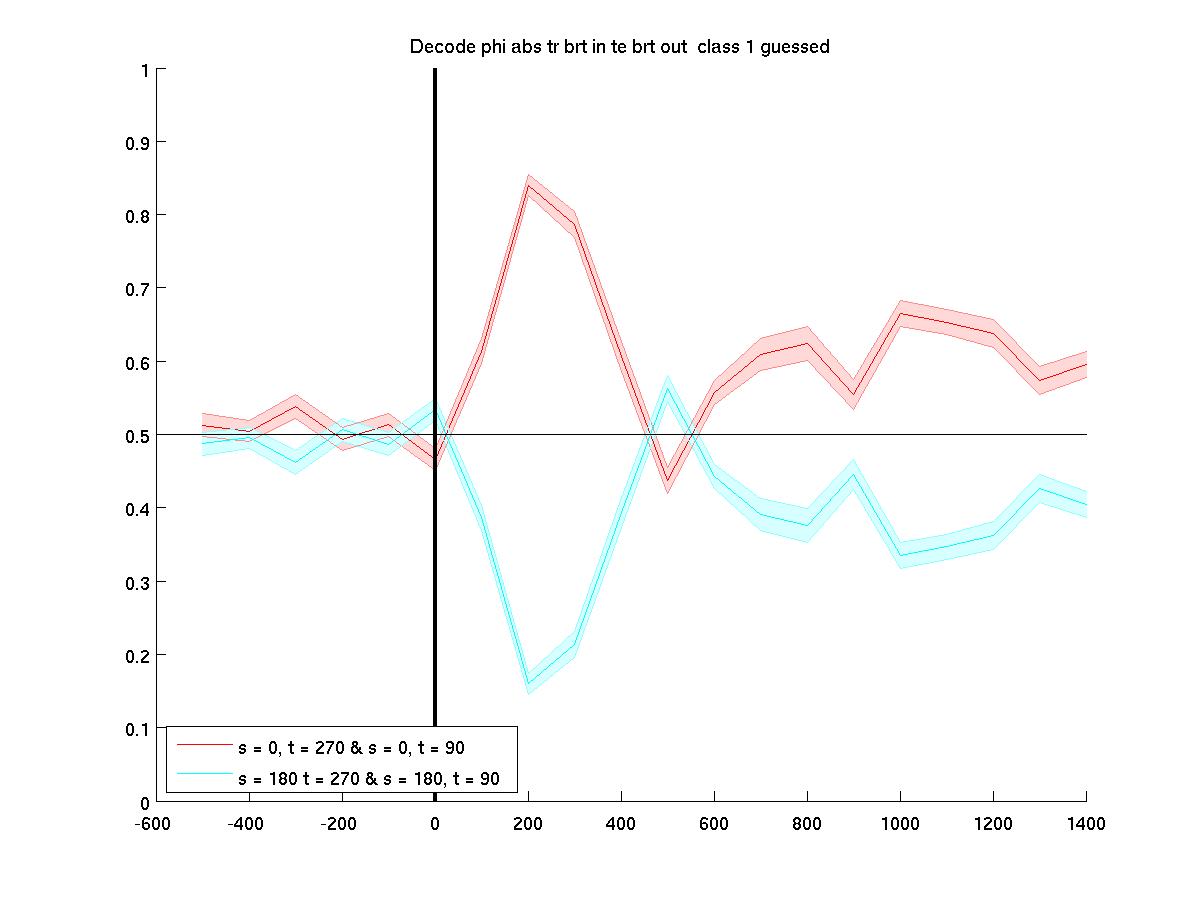 Decode phi abs tr brt in te brt out  class 1 guessed
1
0.9
0.8
0.7
0.6
0.5
0.4
0.3
0.2
0.1
0
s = 0, t = 270 & s = 0, t = 90
s = 180 t = 270 & s = 180, t = 90
-600 -400 -200 0 200 400 600 800 1000 1200 1400